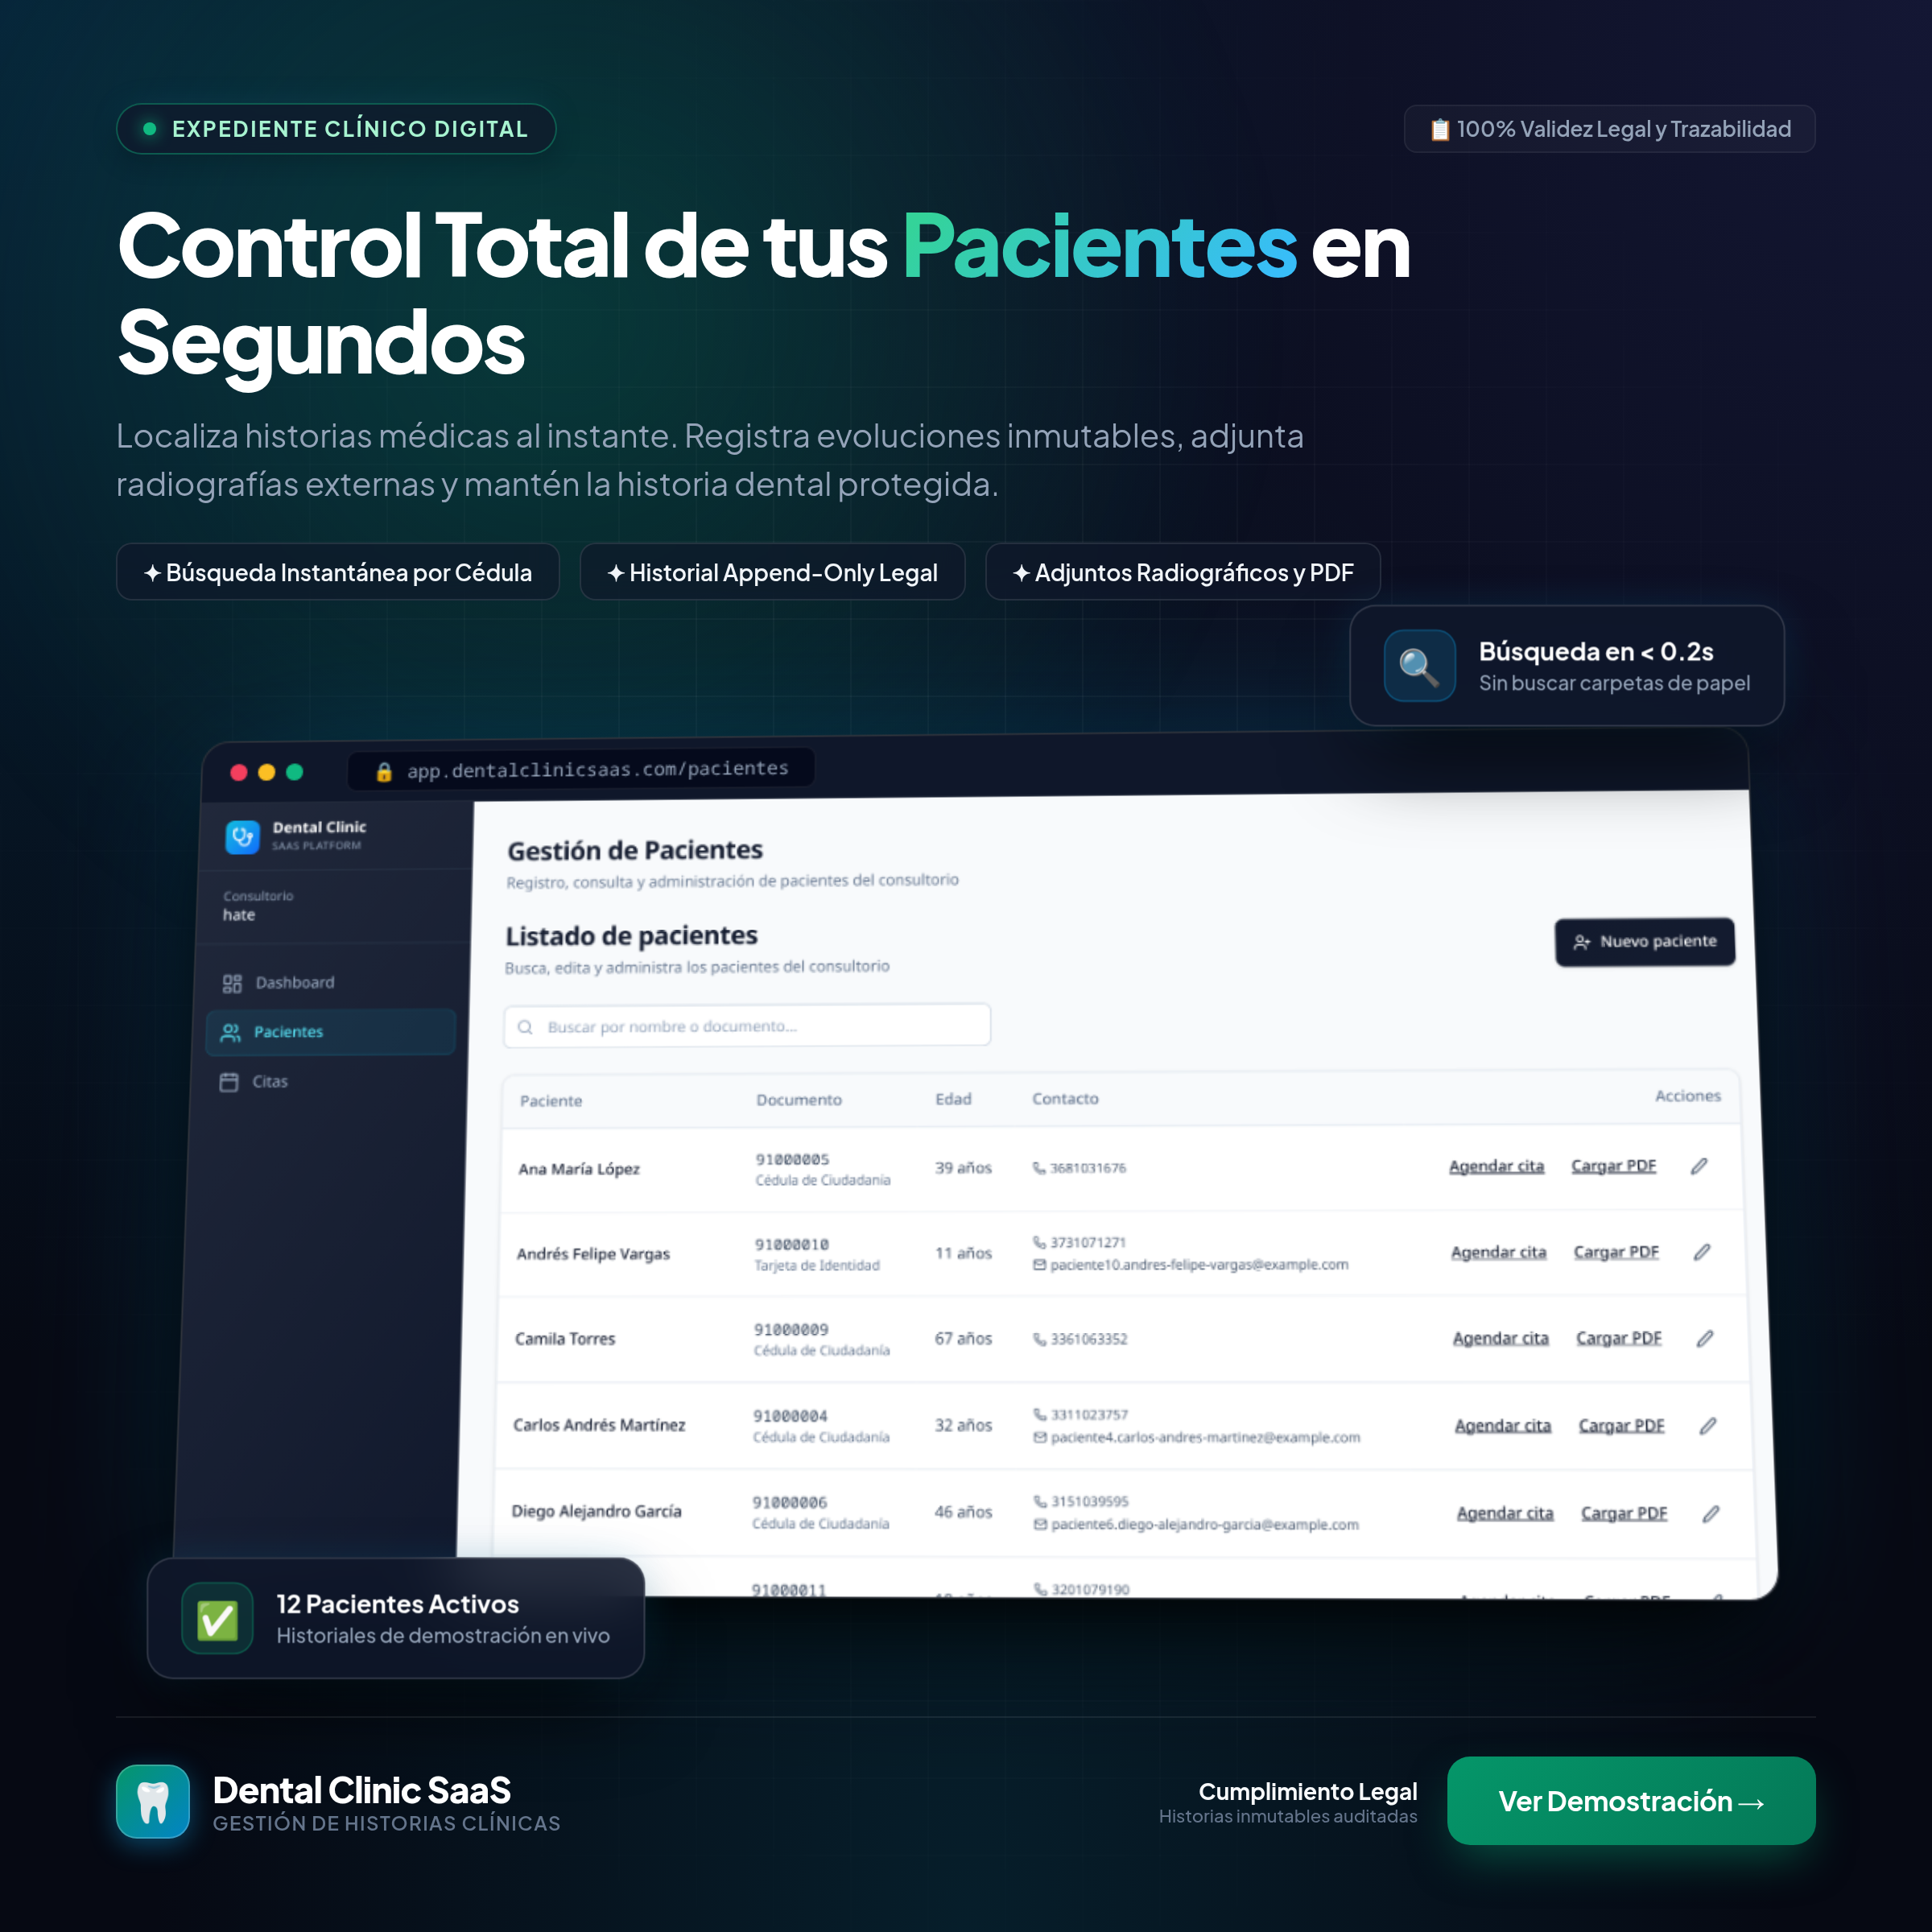 EXPEDIENTE CLÍNICO DIGITAL
100% Validez Legal y Trazabilidad
Control Total de tus Pacientes en
Segundos
Localiza historias médicas al instante. Registra evoluciones inmutables, adjunta
radiografías externas y mantén la historia dental protegida.
✦ Búsqueda Instantánea por Cédula
✦ Historial Append-Only Legal
✦ Adjuntos Radiográficos y PDF
Búsqueda en < 0.2s
Sin buscar carpetas de papel
app.dentalclinicsaas.com/pacientes
Dental Clinic
SAAS PLATFORM
Consultorio
hate
Dashboard
Pacientes
Citas
Gestión de Pacientes
Registro, consulta y administración de pacientes del consultorio
Listado de pacientes
Busca, edita y administra los pacientes del consultorio
Nuevo paciente
Buscar por nombre o documento...
Paciente Documento Edad Contacto Acciones
Ana María López 91000005 39 años 3681031676 Agendar cita Cargar PDF
Cédula de Ciudadanía
Andrés Felipe Vargas 91000010 11 años 3731071271 Agendar cita Cargar PDF
Tarjeta de Identidad paciente10.andres-felipe-vargas@example.com
Camila Torres 91000009 67 años 3361063352 Agendar cita Cargar PDF
Cédula de Ciudadanía
Carlos Andrés Martínez 91000004 32 años 3311023757 Agendar cita Cargar PDF
Cédula de Ciudadanía paciente4.carlos-andres-martinez@example.com
Diego Alejandro García 91000006 46 años 3151039595 Agendar cita Cargar PDF
Cédula de Ciudadanía paciente6.diego-alejandro-garcia@example.com
91000011 3201079190
12 Pacientes Activos
Historiales de demostración en vivo
Dental Clinic SaaS
GESTIÓN DE HISTORIAS CLÍNICAS
Cumplimiento Legal
Historias inmutables auditadas
Ver Demostración →